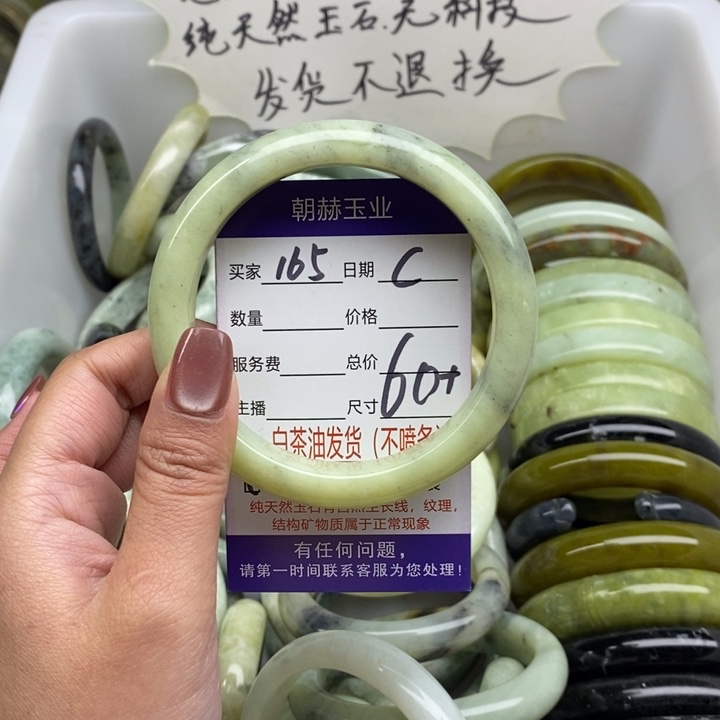 纯天然玉石.无科技
发货不退换
朝赫玉业
买家 165 日期 C
数量 价格
服务费 总价
主播 尺寸 60+
白茶油发货（不喷名
纯天然玉石有自然生长线，纹理，
结构矿物质属于正常现象
有任何问题，
请第一时间联系客服为您处理！